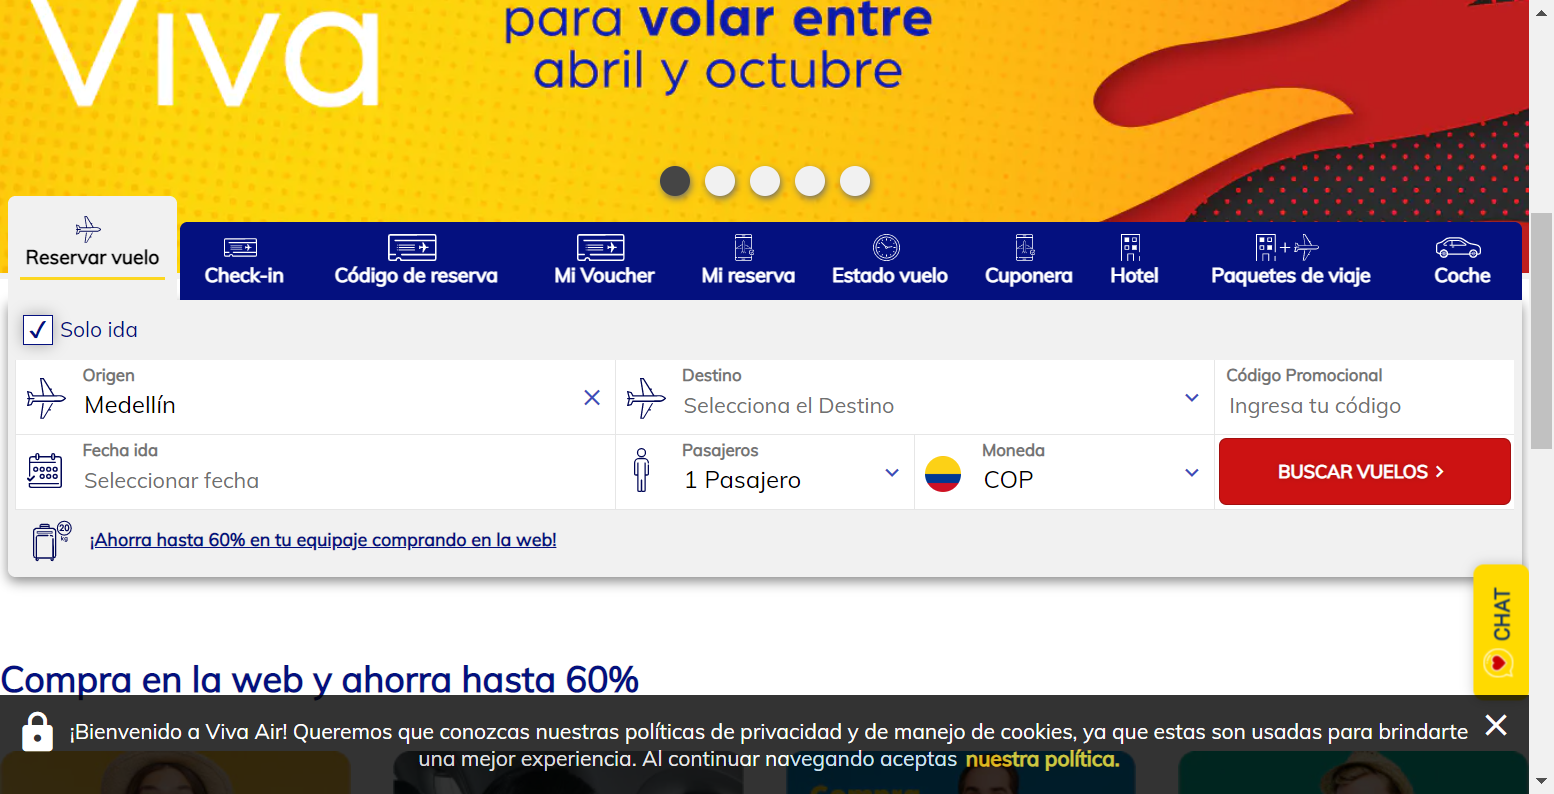 Viva
para volar entre
abril y octubre
Reservar vuelo
Check-in
Código de reserva
Mi Voucher
Mi reserva
Estado vuelo
Cuponera
Hotel
Paquetes de viaje
Coche
Solo ida
Origen
Medellín
Destino
Selecciona el Destino
Código Promocional
Ingresa tu código
Fecha ida
Seleccionar fecha
Pasajeros
1 Pasajero
Moneda
COP
BUSCAR VUELOS
20
kg
¡Ahorra hasta 60% en tu equipaje comprando en la web!
CHAT
Compra en la web y ahorra hasta 60%
¡Bienvenido a Viva Air! Queremos que conozcas nuestras políticas de privacidad y de manejo de cookies, ya que estas son usadas para brindarte
una mejor experiencia. Al continuar navegando aceptas nuestra política.
Compra